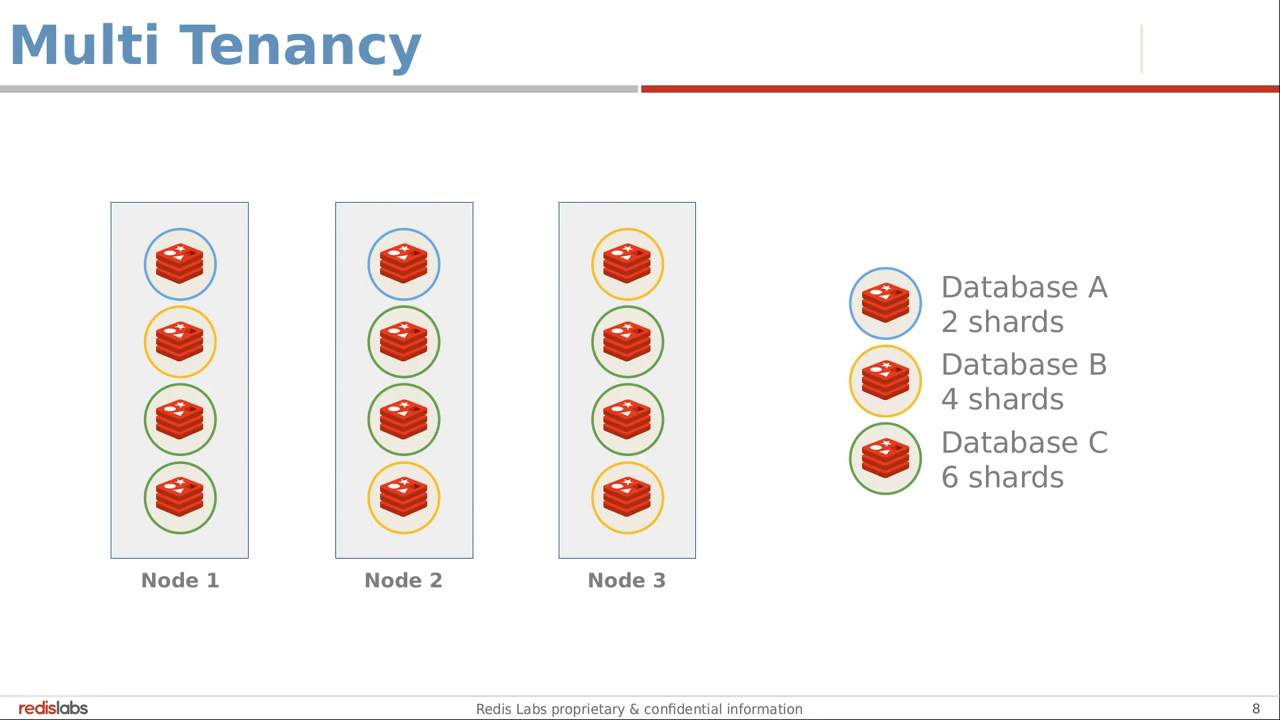 Multi Tenancy
Database A
2 shards
Database B
4 shards
Database C
6 shards
Node 1
Node 2
Node 3
redislabs
Redis Labs proprietary & confidential information
8